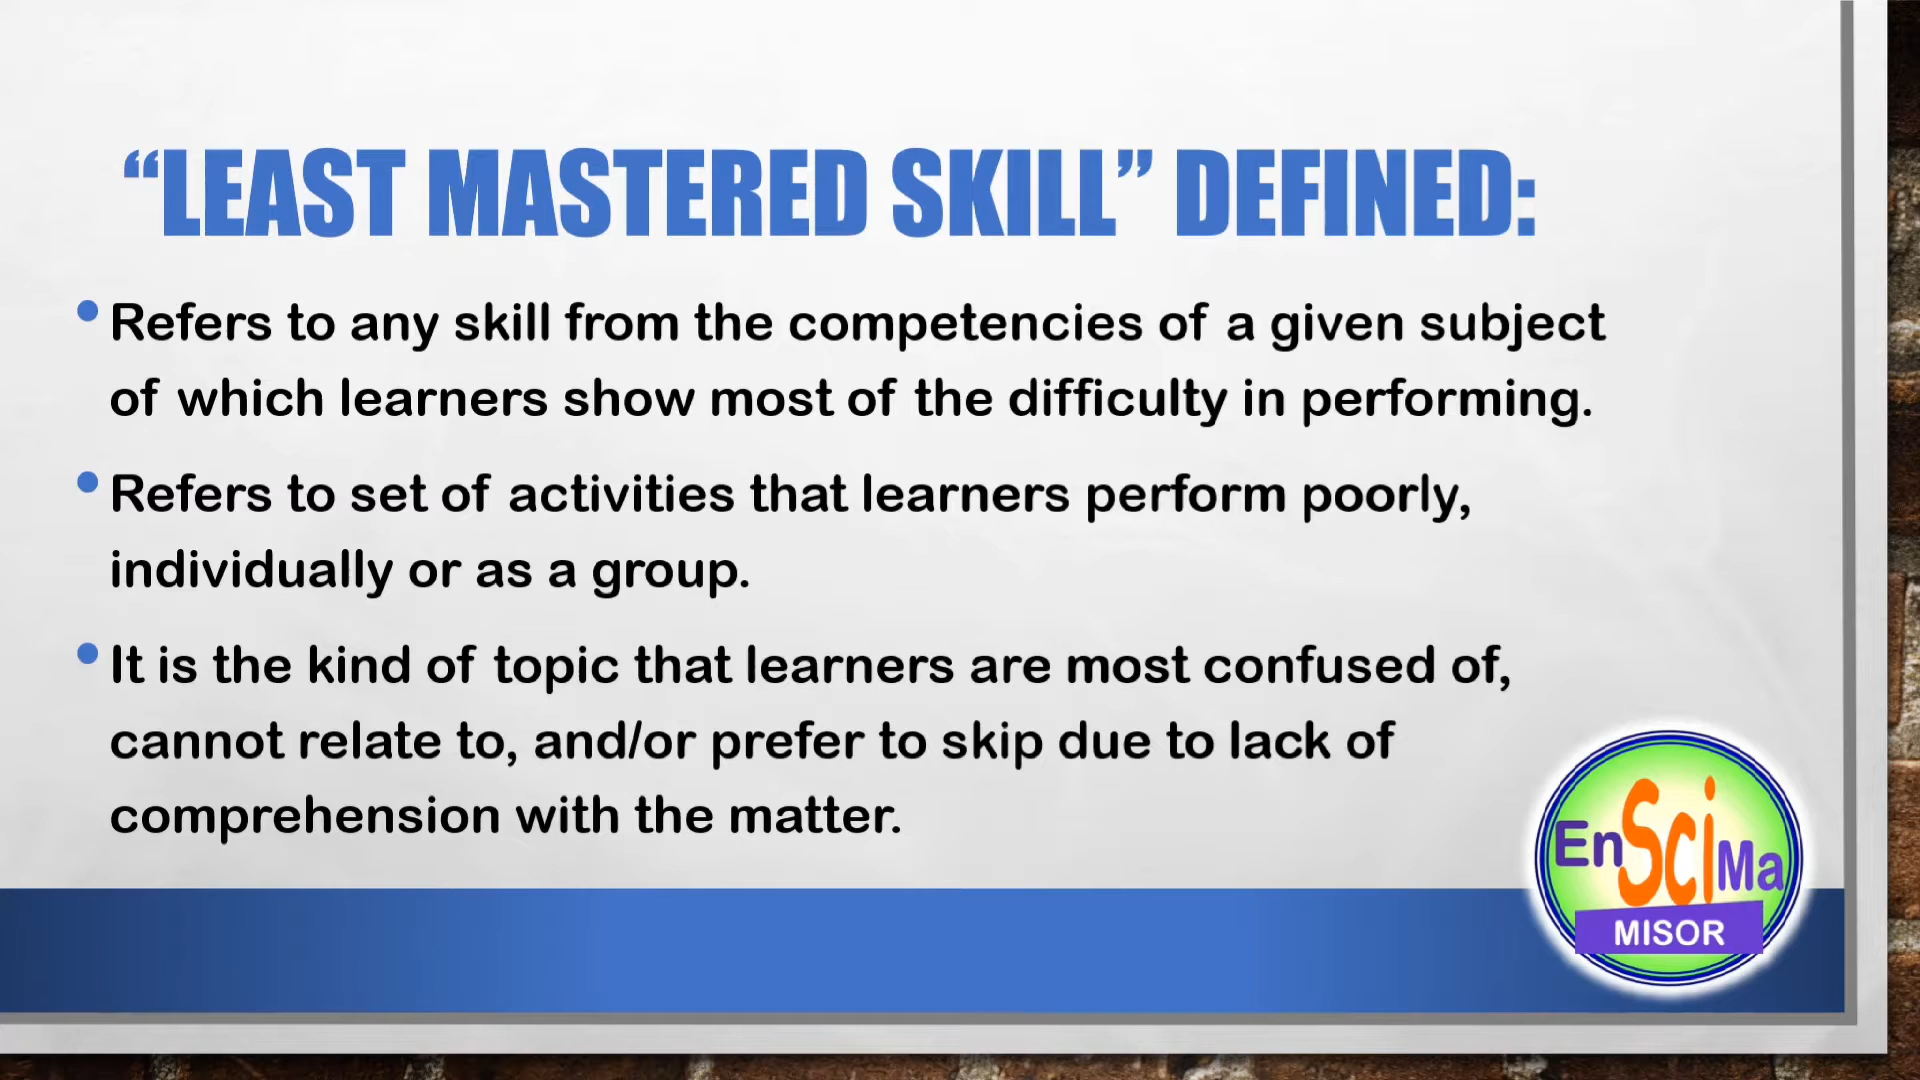 “LEAST MASTERED SKILL” DEFINED:
• Refers to any skill from the competencies of a given subject
of which learners show most of the difficulty in performing.
• Refers to set of activities that learners perform poorly,
individually or as a group.
• It is the kind of topic that learners are most confused of,
cannot relate to, and/or prefer to skip due to lack of
comprehension with the matter.
EnSciMa
MISOR